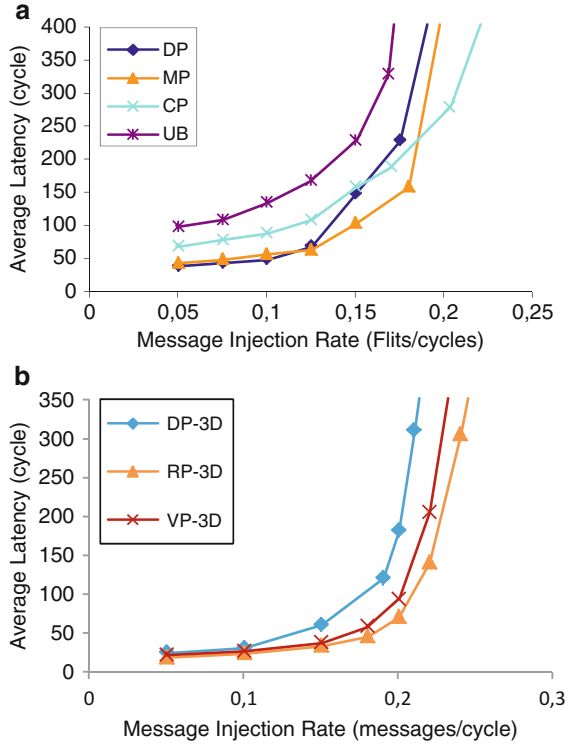 a
400
350
300
250
200
150
100
50
0
Average Latency (cycle)
DP
MP
CP
UB
0 0,05 0,1 0,15 0,2 0,25
Message Injection Rate (Flits/cycles)
b
350
300
250
200
150
100
50
0
Average Latency (cycle)
DP-3D
RP-3D
VP-3D
0 0,1 0,2 0,3
Message Injection Rate (messages/cycle)